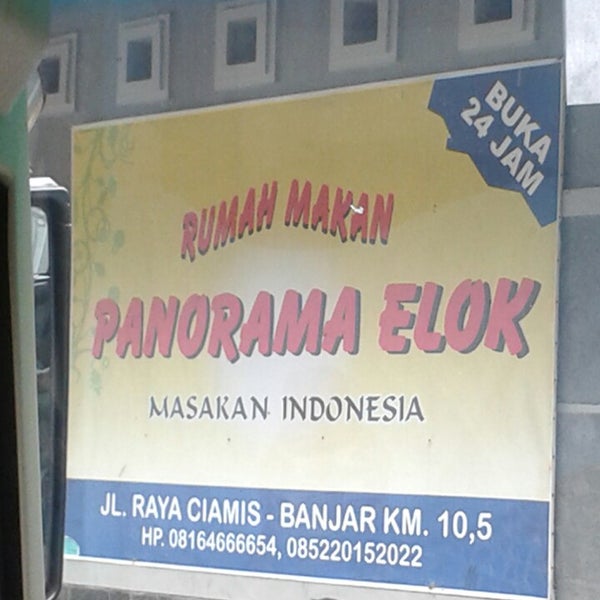 BUKA
24 JAM
RUMAH MAKAN
PANORAMA ELOK
MASAKAN INDONESIA
JL. RAYA CIAMIS - BANJAR KM. 10,5
HP. 08164666654, 085220152022